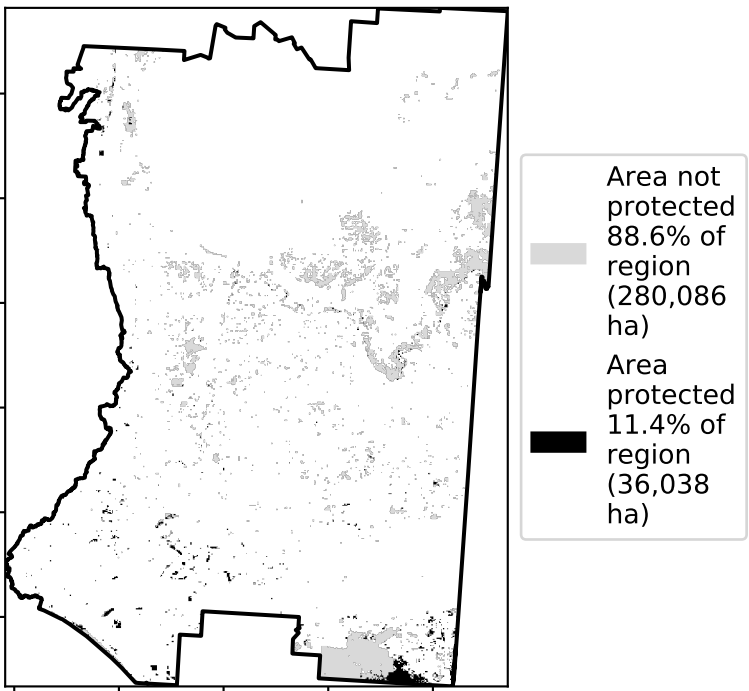 Area not
protected
88.6% of
region
(280,086
ha)
Area
protected
11.4% of
region
(36,038
ha)